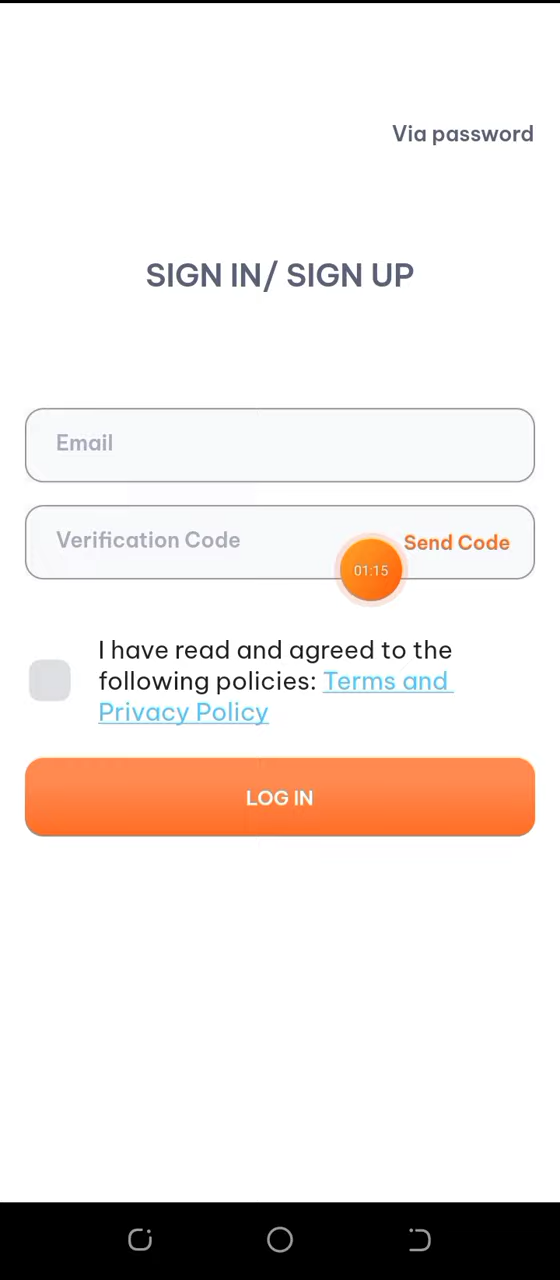 Via password
SIGN IN/ SIGN UP
Email
Verification Code
Send Code
01:15
I have read and agreed to the
following policies: Terms and
Privacy Policy
LOG IN